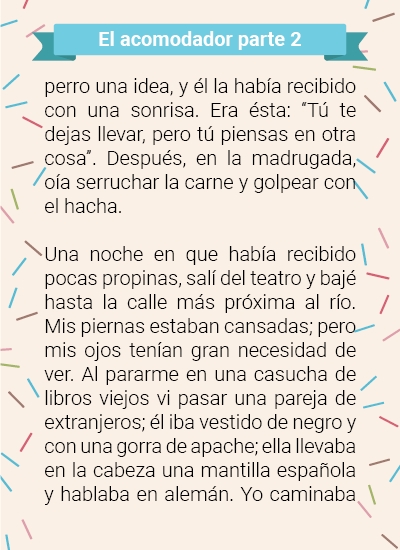 El acomodador parte 2
perro una idea, y él la había recibido
con una sonrisa. Era ésta: “Tú te
dejas llevar, pero tú piensas en otra
cosa”. Después, en la madrugada,
oía serruchar la carne y golpear con
el hacha.
Una noche en que había recibido
pocas propinas, salí del teatro y bajé
hasta la calle más próxima al río.
Mis piernas estaban cansadas; pero
mis ojos tenían gran necesidad de
ver. Al pararme en una casucha de
libros viejos vi pasar una pareja de
extranjeros; él iba vestido de negro y
con una gorra de apache; ella llevaba
en la cabeza una mantilla española
y hablaba en alemán. Yo caminaba